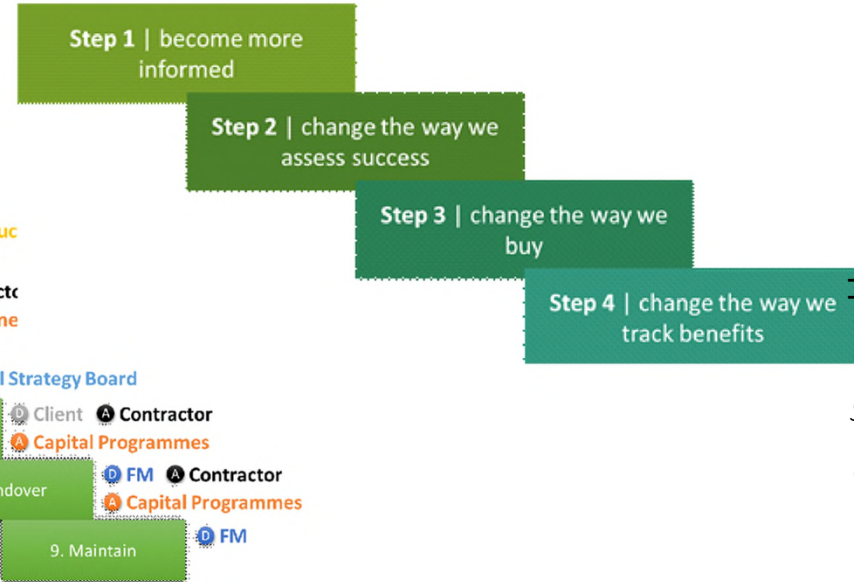 Step 1 | become more
informed
Step 2 | change the way we
assess success
Step 3 | change the way we
buy
Step 4 | change the way we
track benefits
Strategy Board
D Client A Contractor
A Capital Programmes
D FM A Contractor
A Capital Programmes
D FM
9. Maintain